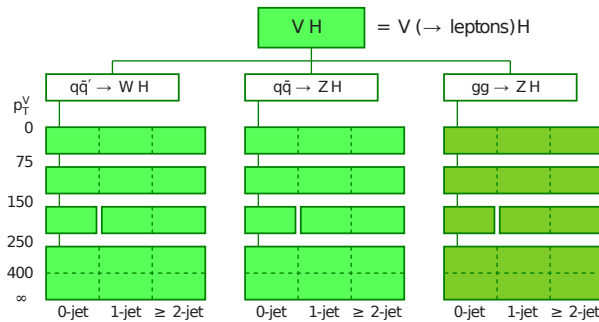 V H = V (→ leptons) H
qq̄′ → W H qq̄ → Z H gg → Z H
p_T^V
0
75
150
250
400
∞
0-jet 1-jet ≥ 2-jet 0-jet 1-jet ≥ 2-jet 0-jet 1-jet ≥ 2-jet